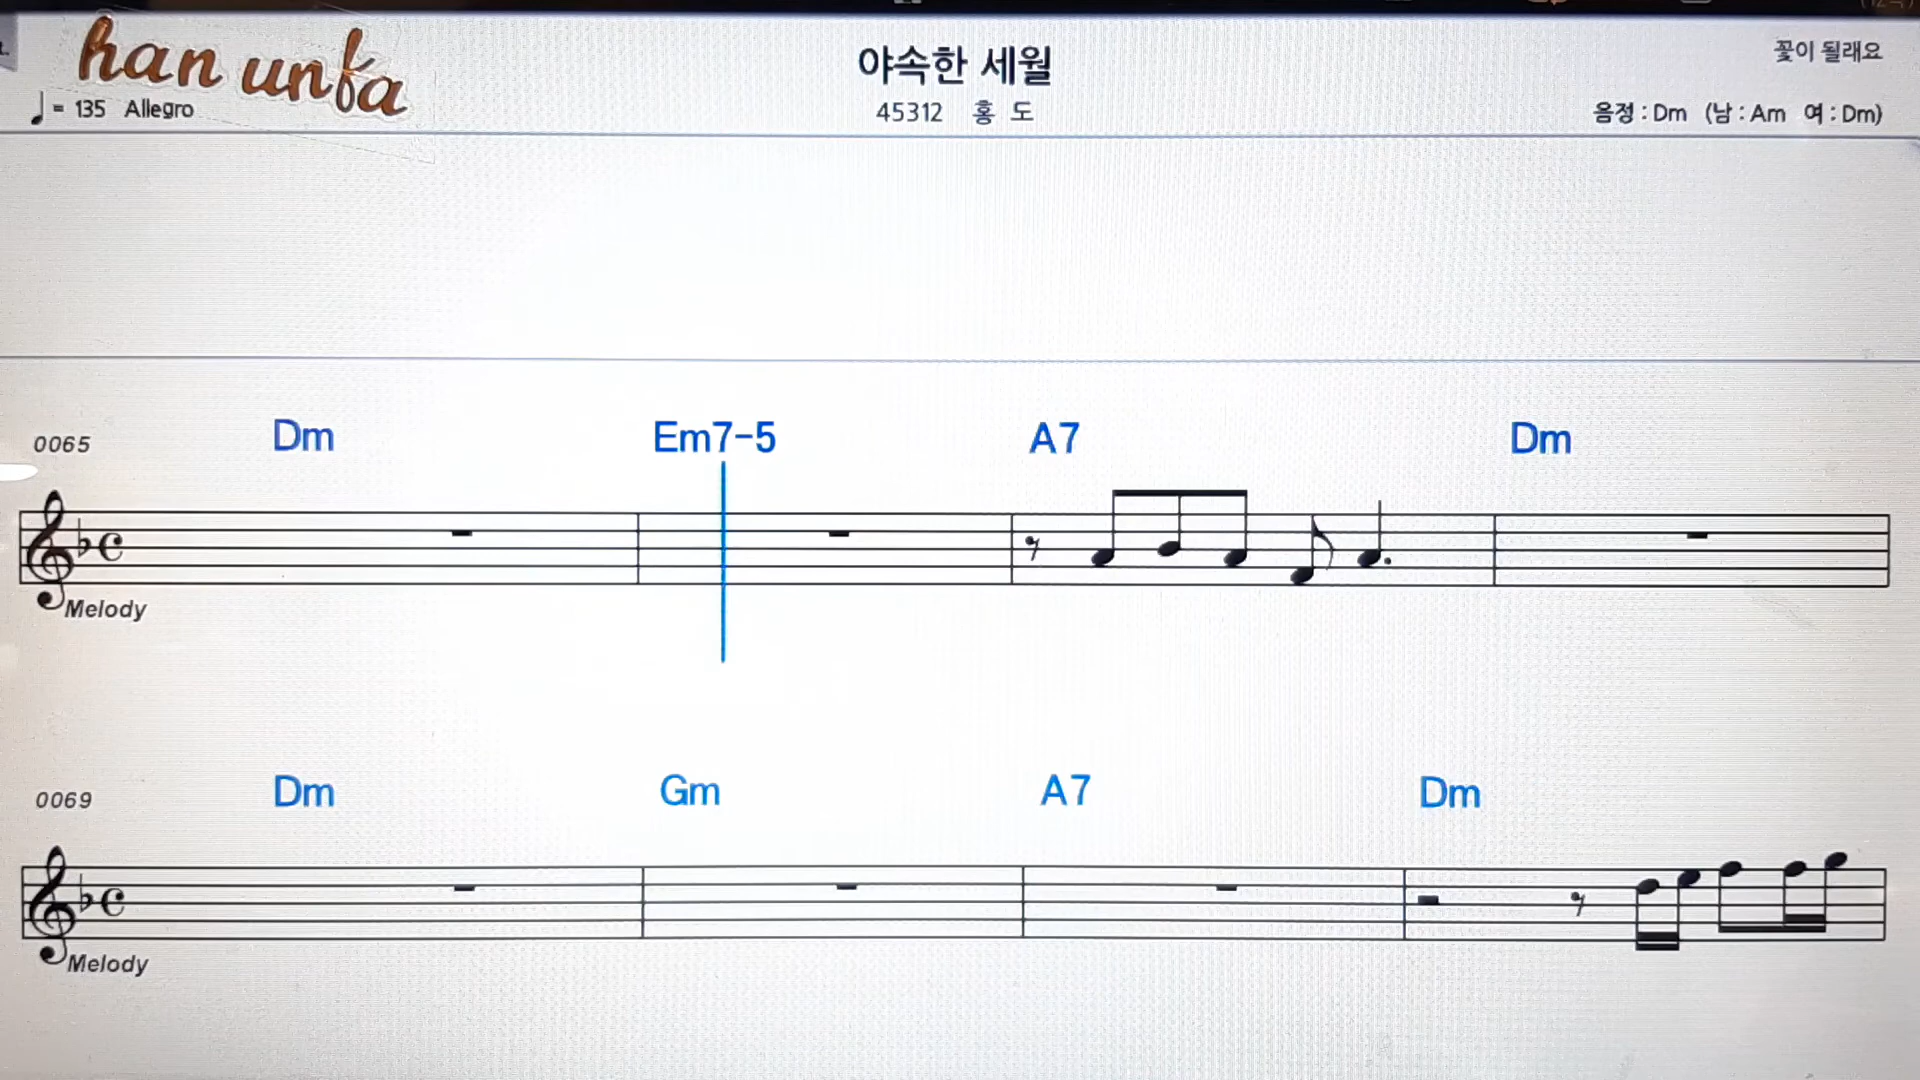 han unfa
야속한 세월
꽃이 될래요
♩ = 135 Allegro
45312 홍 도
음정 : Dm (남 : Am 여 : Dm)
0065 Dm Em7-5 A7 Dm
Melody
0069 Dm Gm A7 Dm
Melody